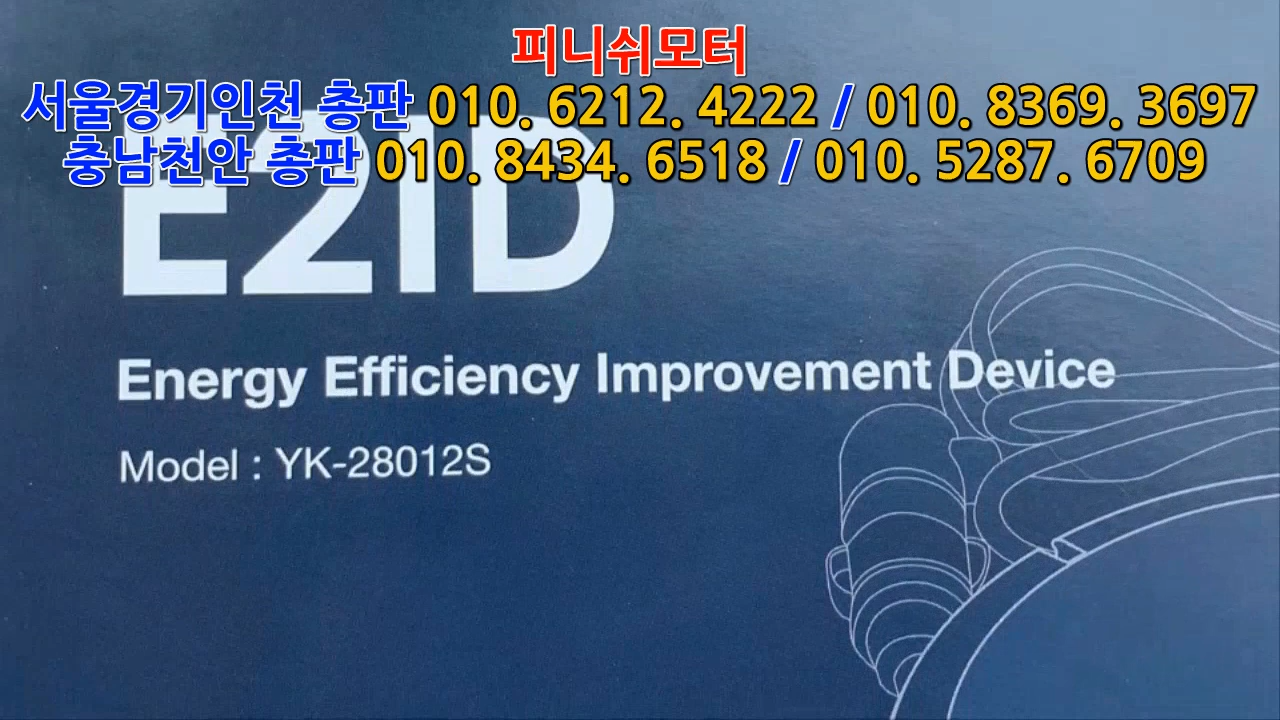 피니쉬모터
서울경기인천 총판 010. 6212. 4222 / 010. 8369. 3697
충남천안 총판 010. 8434. 6518 / 010. 5287. 6709
E2ID
Energy Efficiency Improvement Device
Model : YK-28012S